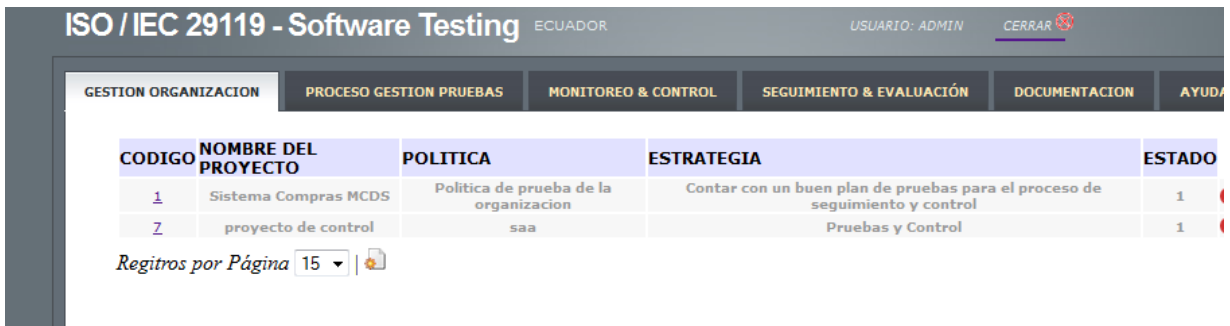 ISO / IEC 29119 - Software Testing ECUADOR USUARIO: ADMIN CERRAR
GESTION ORGANIZACION PROCESO GESTION PRUEBAS MONITOREO & CONTROL SEGUIMIENTO & EVALUACIÓN DOCUMENTACION AYUDA
CODIGO NOMBRE DEL PROYECTO POLITICA ESTRATEGIA ESTADO
1 Sistema Compras MCDS Politica de prueba de la organizacion Contar con un buen plan de pruebas para el proceso de seguimiento y control 1
7 proyecto de control saa Pruebas y Control 1
Regitros por Página 15 |